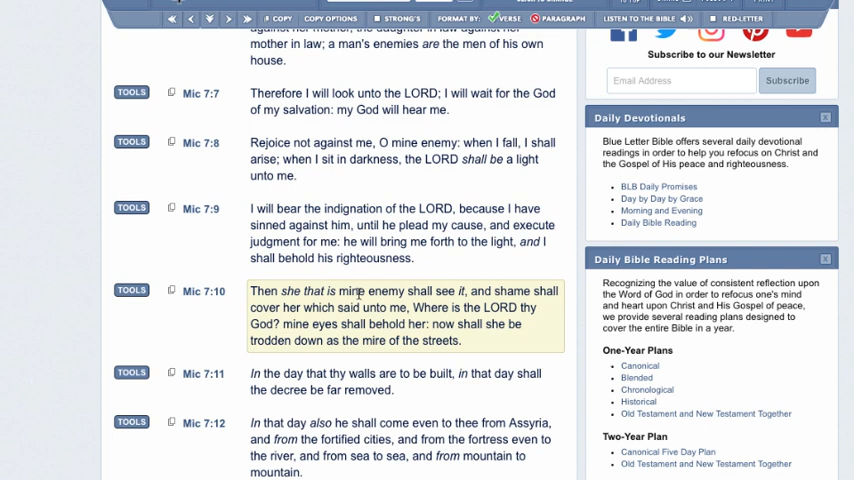 COPY
COPY OPTIONS
STRONG'S
FORMAT BY:
VERSE
PARAGRAPH
LISTEN TO THE BIBLE
RED-LETTER
mother in law; a man's enemies are the men of his own
house.
TOOLS
Mic 7:7
Therefore I will look unto the LORD; I will wait for the God
of my salvation: my God will hear me.
TOOLS
Mic 7:8
Rejoice not against me, O mine enemy: when I fall, I shall
arise; when I sit in darkness, the LORD shall be a light
unto me.
TOOLS
Mic 7:9
I will bear the indignation of the LORD, because I have
sinned against him, until he plead my cause, and execute
judgment for me: he will bring me forth to the light, and I
shall behold his righteousness.
TOOLS
Mic 7:10
Then she that is mine enemy shall see it, and shame shall
cover her which said unto me, Where is the LORD thy
God? mine eyes shall behold her: now shall she be
trodden down as the mire of the streets.
TOOLS
Mic 7:11
In the day that thy walls are to be built, in that day shall
the decree be far removed.
TOOLS
Mic 7:12
In that day also he shall come even to thee from Assyria,
and from the fortified cities, and from the fortress even to
the river, and from sea to sea, and from mountain to
mountain.
Subscribe to our Newsletter
Email Address
Subscribe
Daily Devotionals
X
Blue Letter Bible offers several daily devotional
readings in order to help you refocus on Christ and
the Gospel of His peace and righteousness.
BLB Daily Promises
Day by Day by Grace
Morning and Evening
Daily Bible Reading
Daily Bible Reading Plans
X
Recognizing the value of consistent reflection upon
the Word of God in order to refocus one's mind
and heart upon Christ and His Gospel of peace,
we provide several reading plans designed to
cover the entire Bible in a year.
One-Year Plans
Canonical
Blended
Chronological
Historical
Old Testament and New Testament Together
Two-Year Plan
Canonical Five Day Plan
Old Testament and New Testament Together